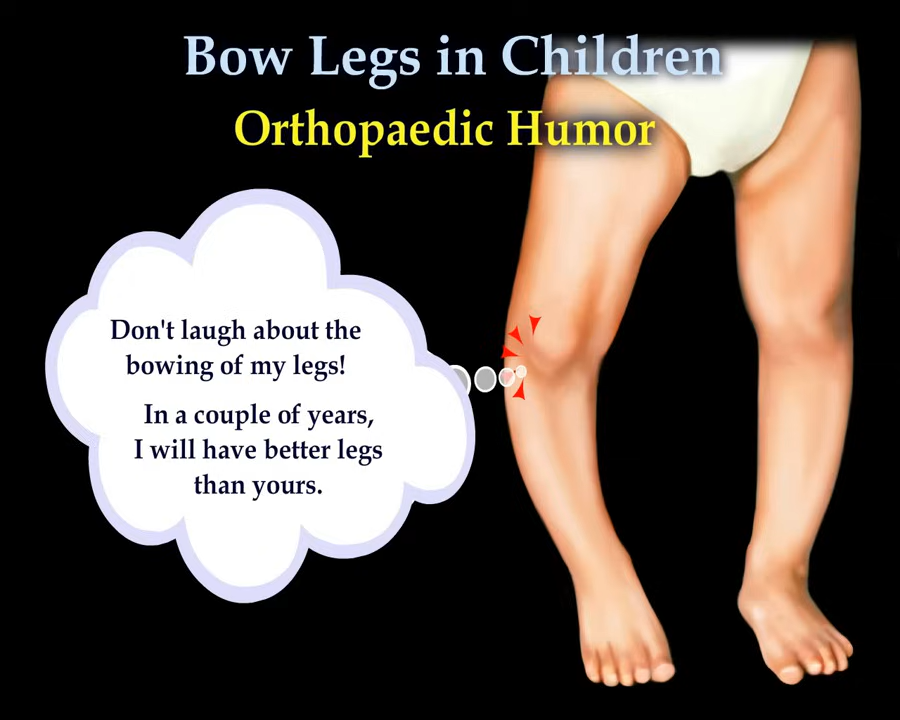 Bow Legs in Children
Orthopaedic Humor
Don't laugh about the
bowing of my legs!
In a couple of years,
I will have better legs
than yours.